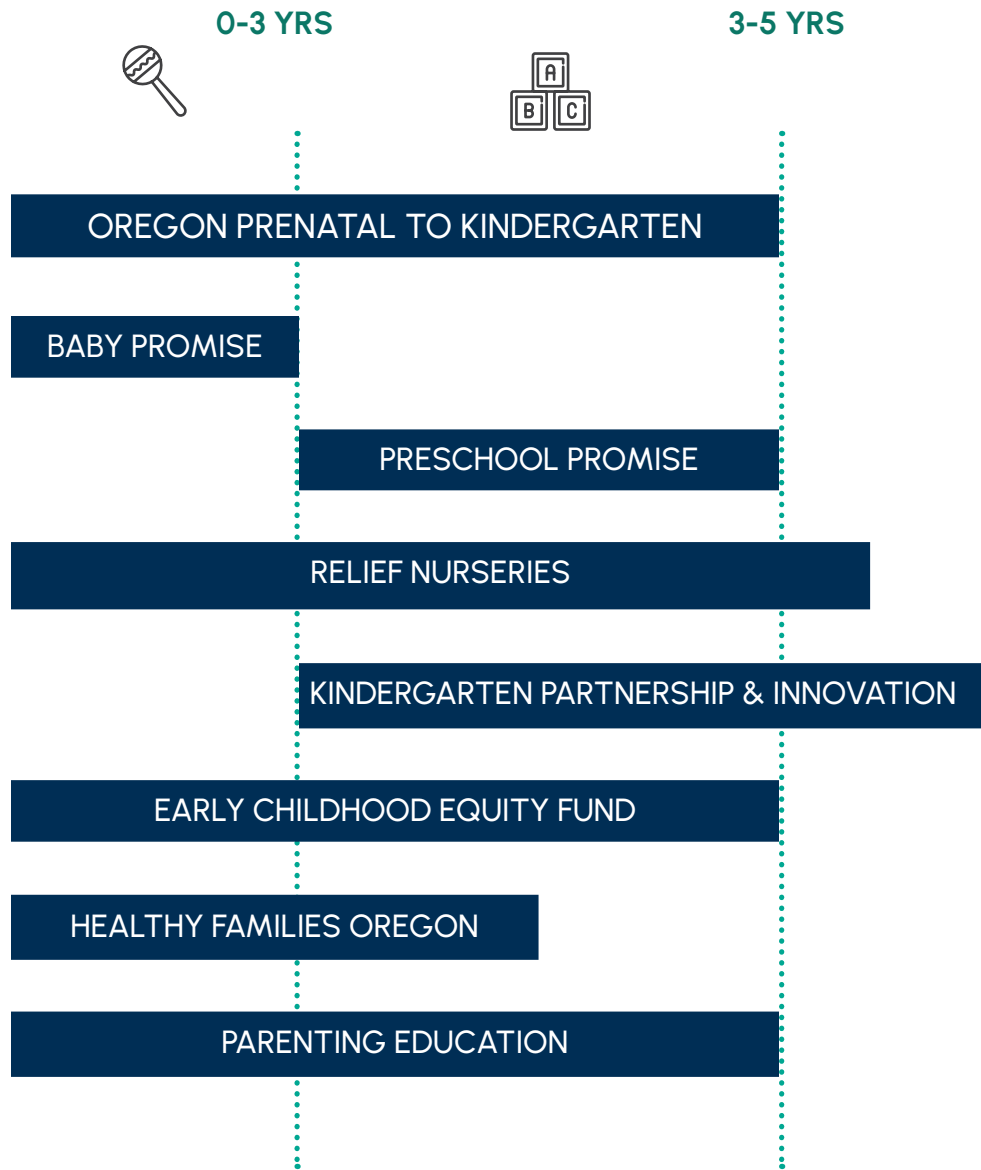 0-3 YRS
3-5 YRS
A
B
C
OREGON PRENATAL TO KINDERGARTEN
BABY PROMISE
PRESCHOOL PROMISE
RELIEF NURSERIES
KINDERGARTEN PARTNERSHIP & INNOVATION
EARLY CHILDHOOD EQUITY FUND
HEALTHY FAMILIES OREGON
PARENTING EDUCATION